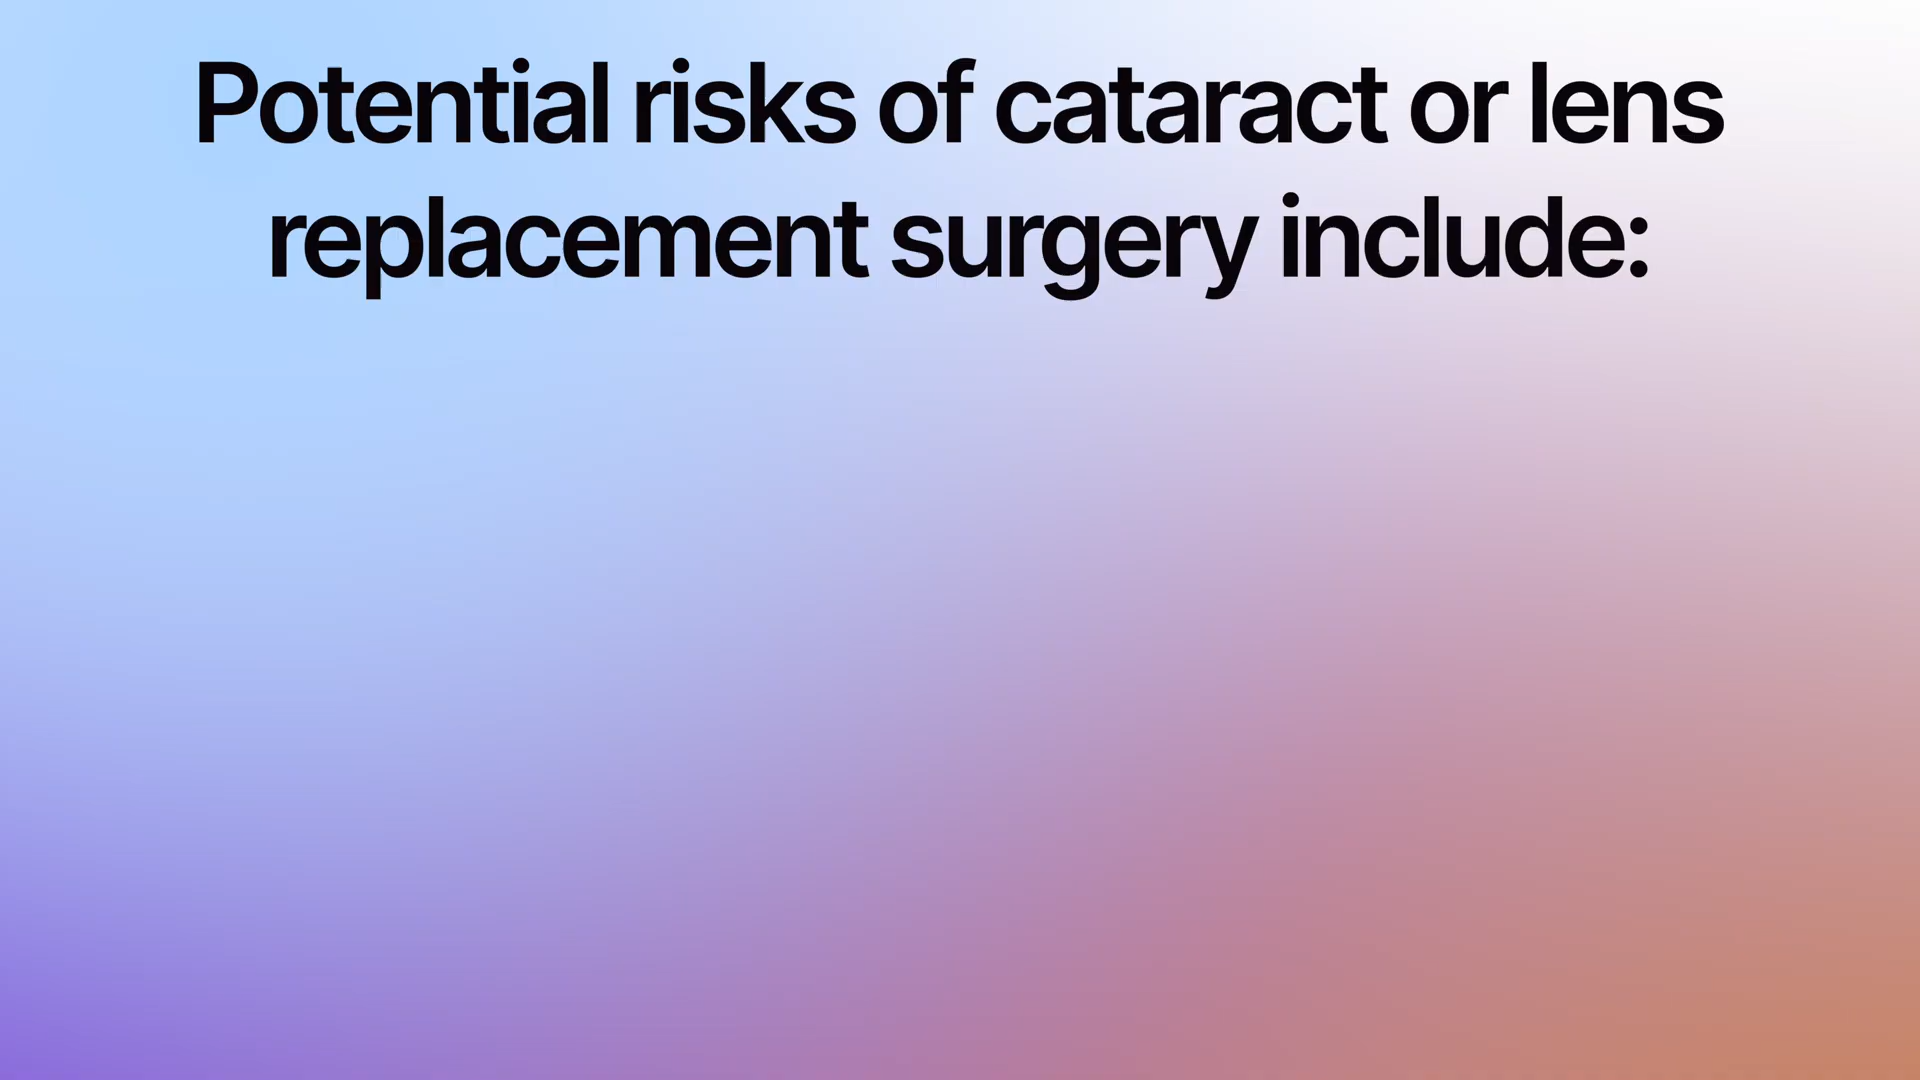 Potential risks of cataract or lens
replacement surgery include: